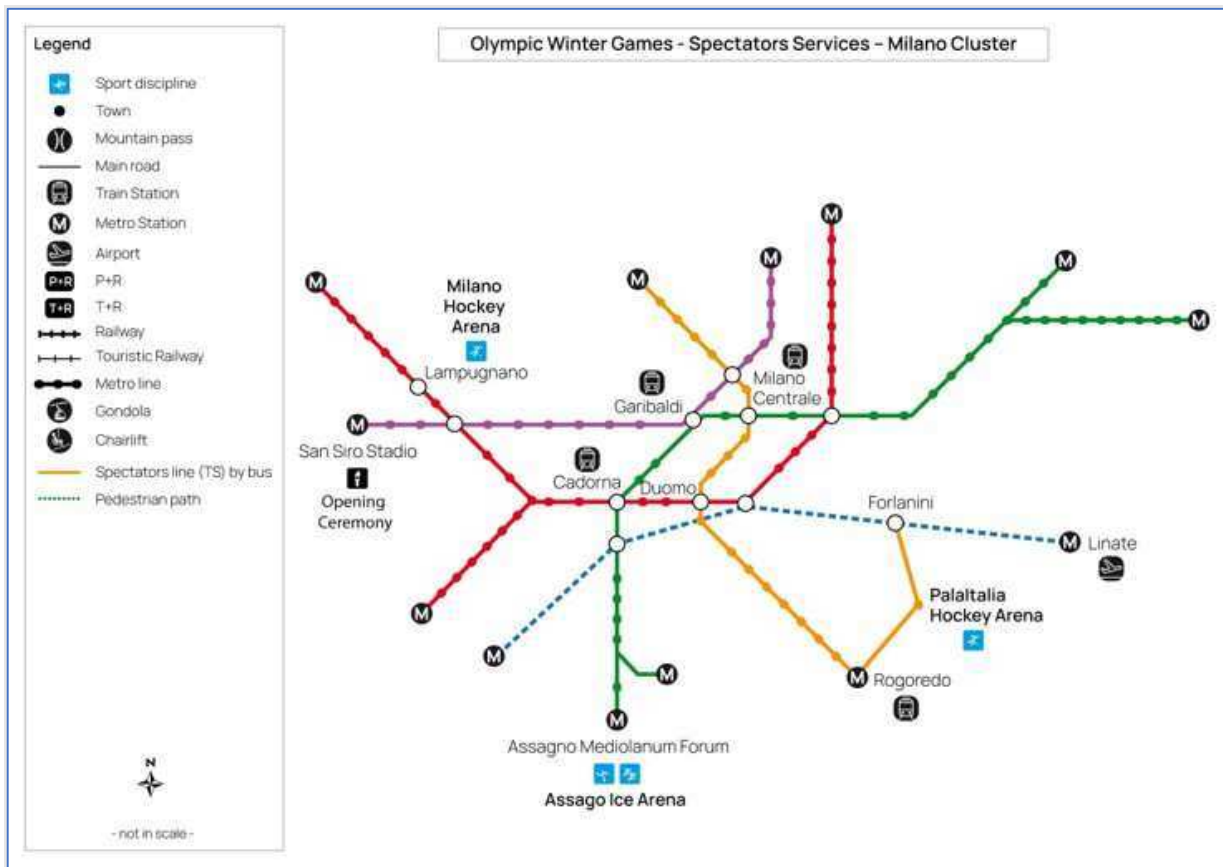 Legend
Sport discipline
Town
Mountain pass
Main road
Train Station
M
Metro Station
Airport
P+R
P+R
T+R
T+R
Railway
Touristic Railway
Metro line
Gondola
Chairlift
Spectators line (TS) by bus
Pedestrian path
N
- not in scale -
Olympic Winter Games - Spectators Services – Milano Cluster
M
M
M
M
M
M
Milano
Hockey
Arena
Lampugnano
Garibaldi
Milano
Centrale
M
San Siro Stadio
Opening
Ceremony
Cadorna
Duomo
Forlanini
M
Linate
M
PalaItalia
Hockey Arena
M
M
M
Rogoredo
M
Assagno Mediolanum Forum
Assago Ice Arena